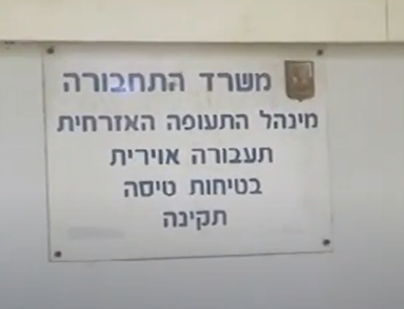 משרד התחבורה
מינהל התעופה האזרחית
תעבורה אוירית
בטיחות טיסה
תקינה